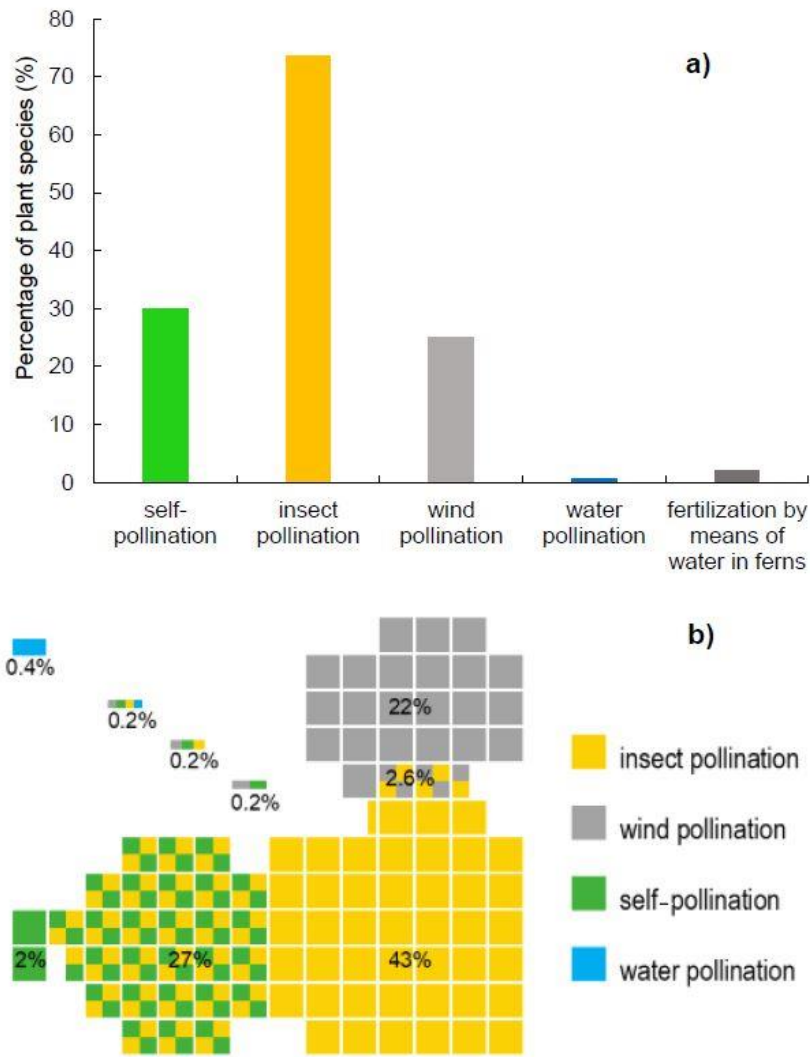 80
a)
70
60
50
40
30
20
10
0
Percentage of plant species (%)
self-
pollination
insect
pollination
wind
pollination
water
pollination
fertilization by
means of
water in ferns
b)
0.4%
0.2%
0.2%
0.2%
22%
2.6%
2%
27%
43%
insect pollination
wind pollination
self-pollination
water pollination